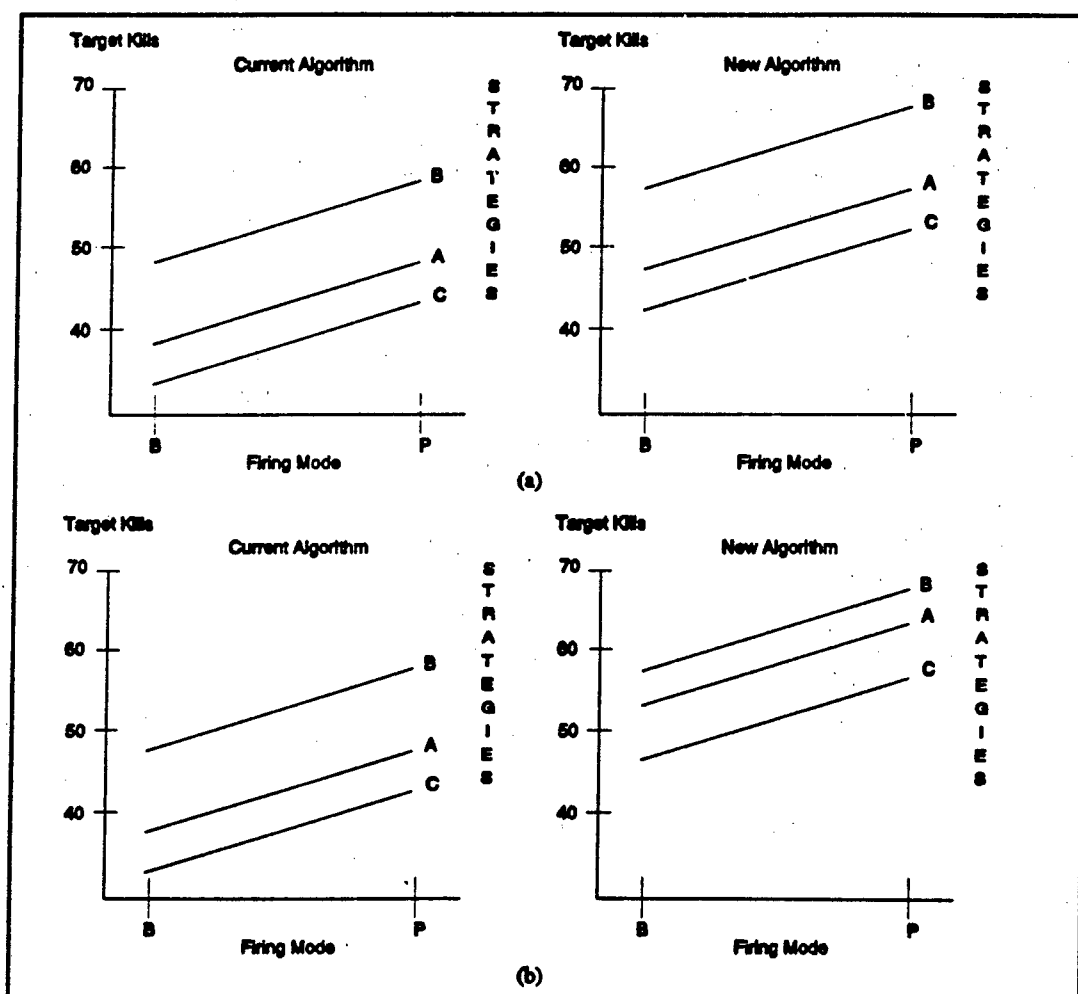 Target Kills
Current Algorithm
70
60
50
40
B
A
C
STRATEGIES
B
P
Firing Mode
Target Kills
New Algorithm
70
60
50
40
B
A
C
STRATEGIES
B
P
Firing Mode
(a)
Target Kills
Current Algorithm
70
60
50
40
B
A
C
STRATEGIES
B
P
Firing Mode
Target Kills
New Algorithm
70
60
50
40
B
A
C
STRATEGIES
B
P
Firing Mode
(b)